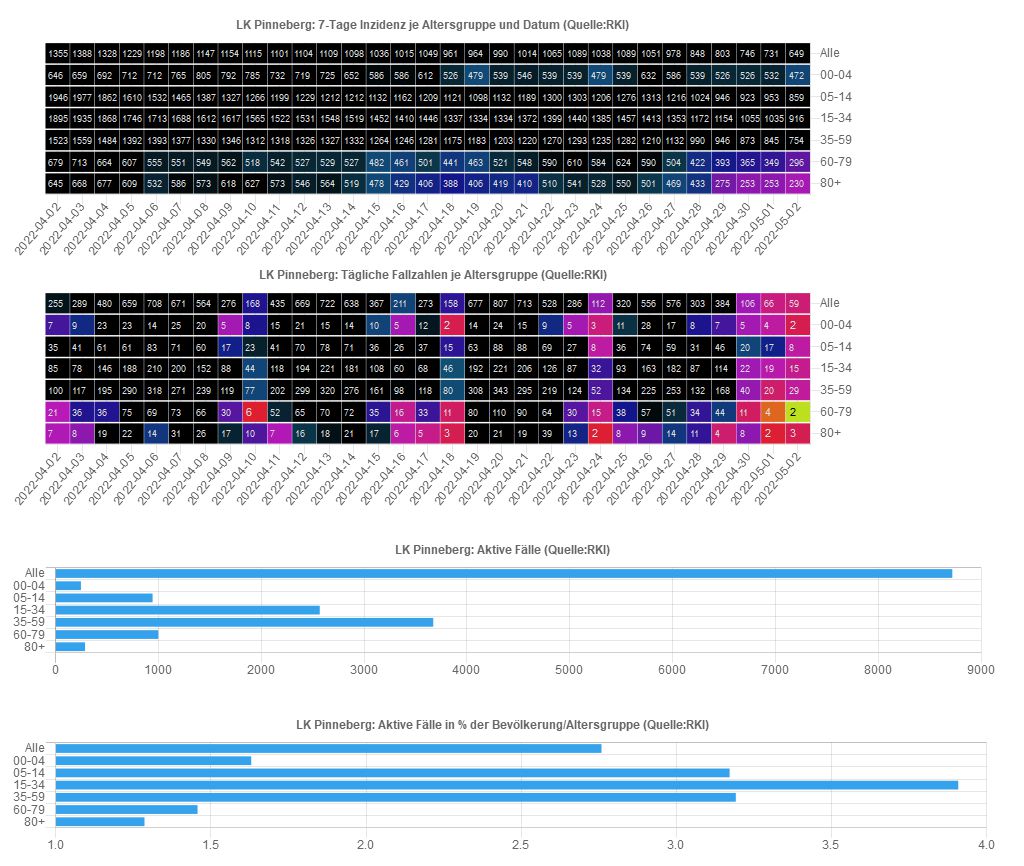 LK Pinneberg: 7-Tage Inzidenz je Altersgruppe und Datum (Quelle:RKI)
1355 1388 1328 1229 1198 1186 1147 1154 1115 1101 1104 1109 1098 1036 1015 1049 961 964 990 1014 1065 1089 1038 1089 1051 978 848 803 746 731 649 Alle
646 659 692 712 712 765 805 792 785 732 719 725 652 586 586 612 526 479 539 546 539 539 479 539 632 586 539 526 526 532 472 00-04
1946 1977 1862 1610 1532 1465 1387 1327 1266 1199 1229 1212 1212 1132 1162 1209 1121 1098 1132 1189 1300 1303 1206 1276 1313 1216 1024 946 923 953 859 05-14
1895 1935 1868 1746 1713 1688 1612 1617 1565 1522 1531 1548 1519 1452 1410 1446 1337 1334 1334 1372 1399 1440 1385 1457 1413 1353 1172 1154 1055 1035 916 15-34
1523 1559 1484 1393 1392 1377 1330 1346 1312 1318 1326 1327 1332 1264 1246 1281 1175 1183 1203 1220 1270 1293 1235 1282 1210 1132 990 946 873 845 754 35-59
679 713 664 607 555 551 549 562 518 542 527 529 527 482 461 501 441 463 521 548 590 610 584 624 590 504 422 393 365 349 296 60-79
645 668 677 609 532 586 573 618 627 573 546 564 519 478 429 406 388 406 419 410 510 541 528 550 501 469 433 275 253 253 230 80+
2022-04-02 2022-04-03 2022-04-04 2022-04-05 2022-04-06 2022-04-07 2022-04-08 2022-04-09 2022-04-10 2022-04-11 2022-04-12 2022-04-13 2022-04-14 2022-04-15 2022-04-16 2022-04-17 2022-04-18 2022-04-19 2022-04-20 2022-04-21 2022-04-22 2022-04-23 2022-04-24 2022-04-25 2022-04-26 2022-04-27 2022-04-28 2022-04-29 2022-04-30 2022-05-01 2022-05-02
LK Pinneberg: Tägliche Fallzahlen je Altersgruppe (Quelle:RKI)
255 289 480 659 708 671 564 276 168 435 669 722 638 367 211 273 158 677 807 713 528 286 112 320 556 576 303 384 106 66 59 Alle
7 9 23 23 14 25 20 5 8 15 21 15 14 10 5 12 2 14 24 15 9 5 3 11 28 17 8 7 5 4 2 00-04
35 41 61 61 83 71 60 17 23 41 70 78 71 36 26 37 15 63 88 88 69 27 8 36 74 59 31 46 20 17 8 05-14
85 78 146 188 210 200 152 88 44 118 194 221 181 108 60 68 46 192 221 206 126 87 32 93 163 182 87 114 22 19 15 15-34
100 117 195 290 318 271 239 119 77 202 299 320 276 161 98 118 80 308 343 295 219 124 52 134 225 253 132 168 40 20 29 35-59
21 36 36 75 69 73 66 30 6 52 65 70 72 35 16 33 11 80 110 90 64 30 15 38 57 51 34 44 11 4 2 60-79
7 8 19 22 14 31 26 17 10 7 16 18 21 17 6 5 3 20 21 19 39 13 2 8 9 14 11 4 8 2 3 80+
2022-04-02 2022-04-03 2022-04-04 2022-04-05 2022-04-06 2022-04-07 2022-04-08 2022-04-09 2022-04-10 2022-04-11 2022-04-12 2022-04-13 2022-04-14 2022-04-15 2022-04-16 2022-04-17 2022-04-18 2022-04-19 2022-04-20 2022-04-21 2022-04-22 2022-04-23 2022-04-24 2022-04-25 2022-04-26 2022-04-27 2022-04-28 2022-04-29 2022-04-30 2022-05-01 2022-05-02
LK Pinneberg: Aktive Fälle (Quelle:RKI)
Alle
00-04
05-14
15-34
35-59
60-79
80+
0 1000 2000 3000 4000 5000 6000 7000 8000 9000
LK Pinneberg: Aktive Fälle in % der Bevölkerung/Altersgruppe (Quelle:RKI)
Alle
00-04
05-14
15-34
35-59
60-79
80+
1.0 1.5 2.0 2.5 3.0 3.5 4.0